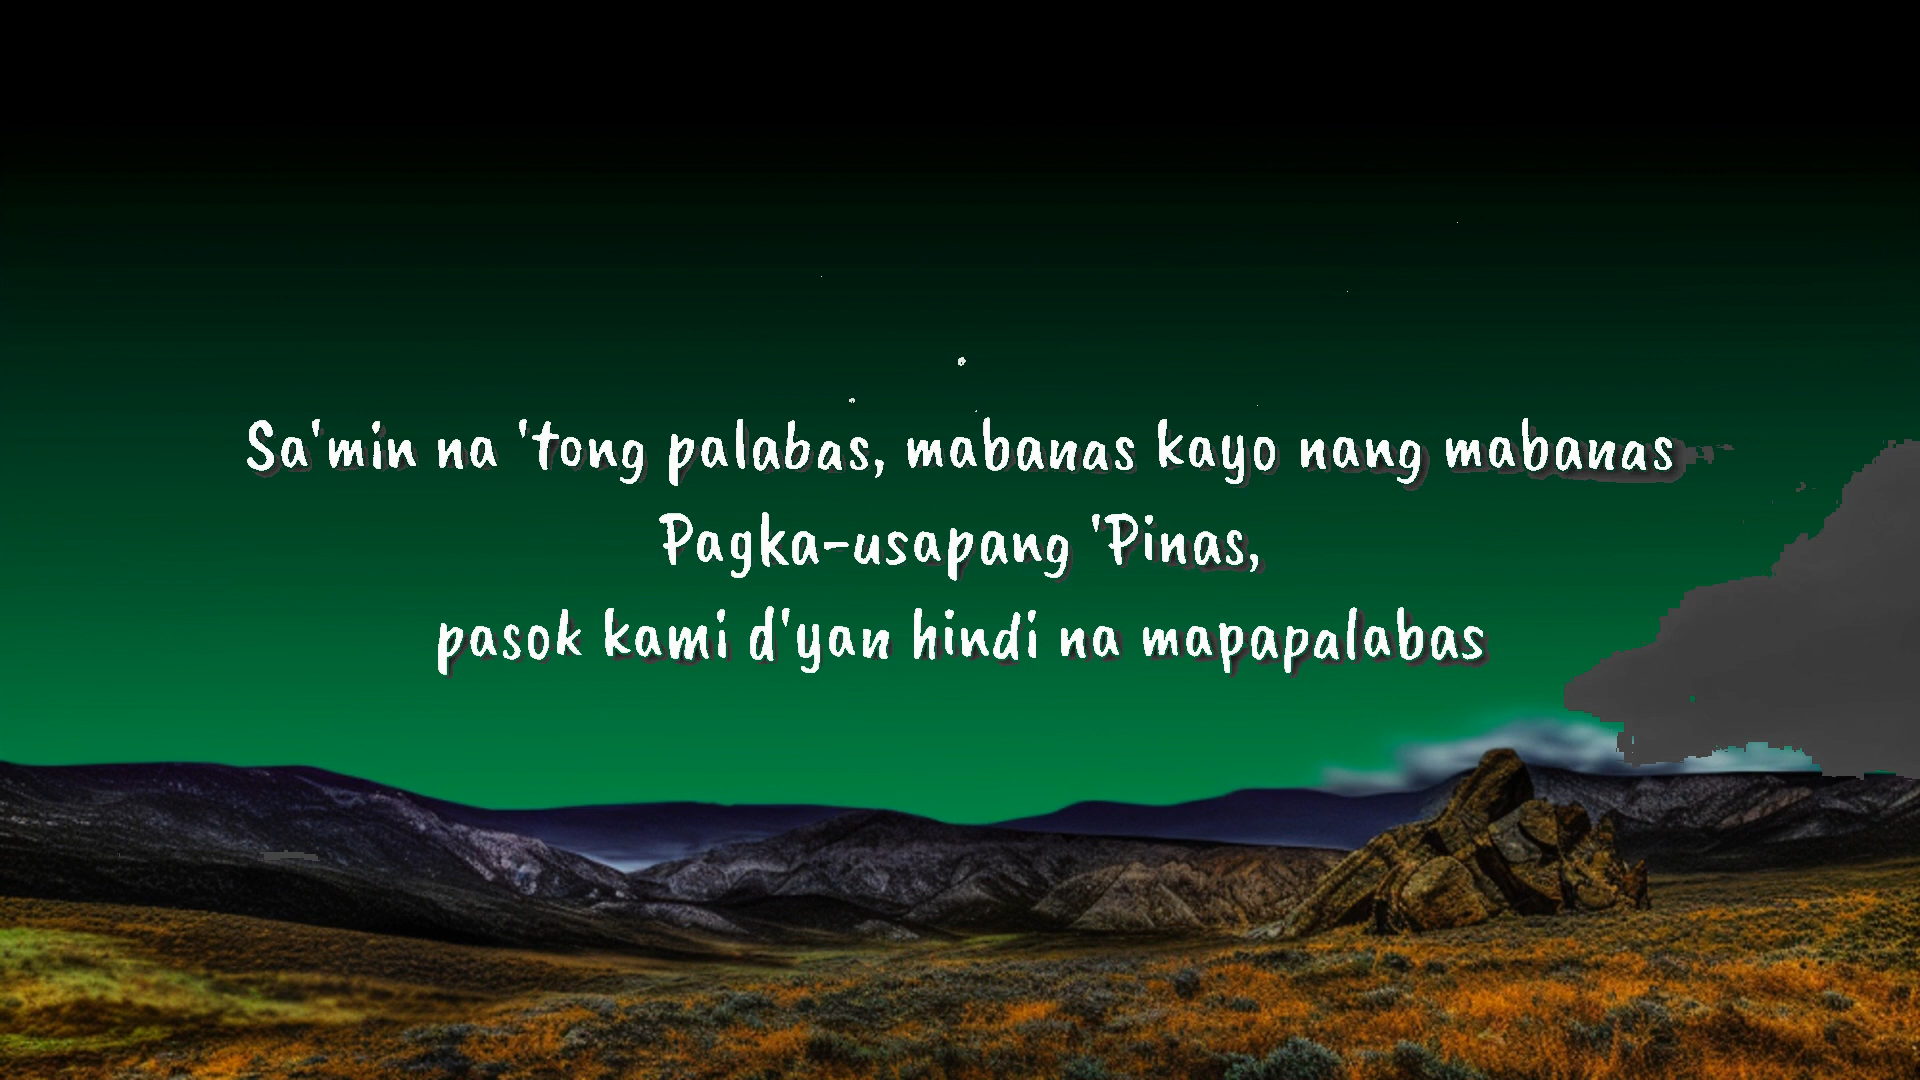 Sa'min na 'tong palabas, mabanas kayo nang mabanas
Pagka-usapang 'Pinas,
pasok kami d'yan hindi na mapapalabas